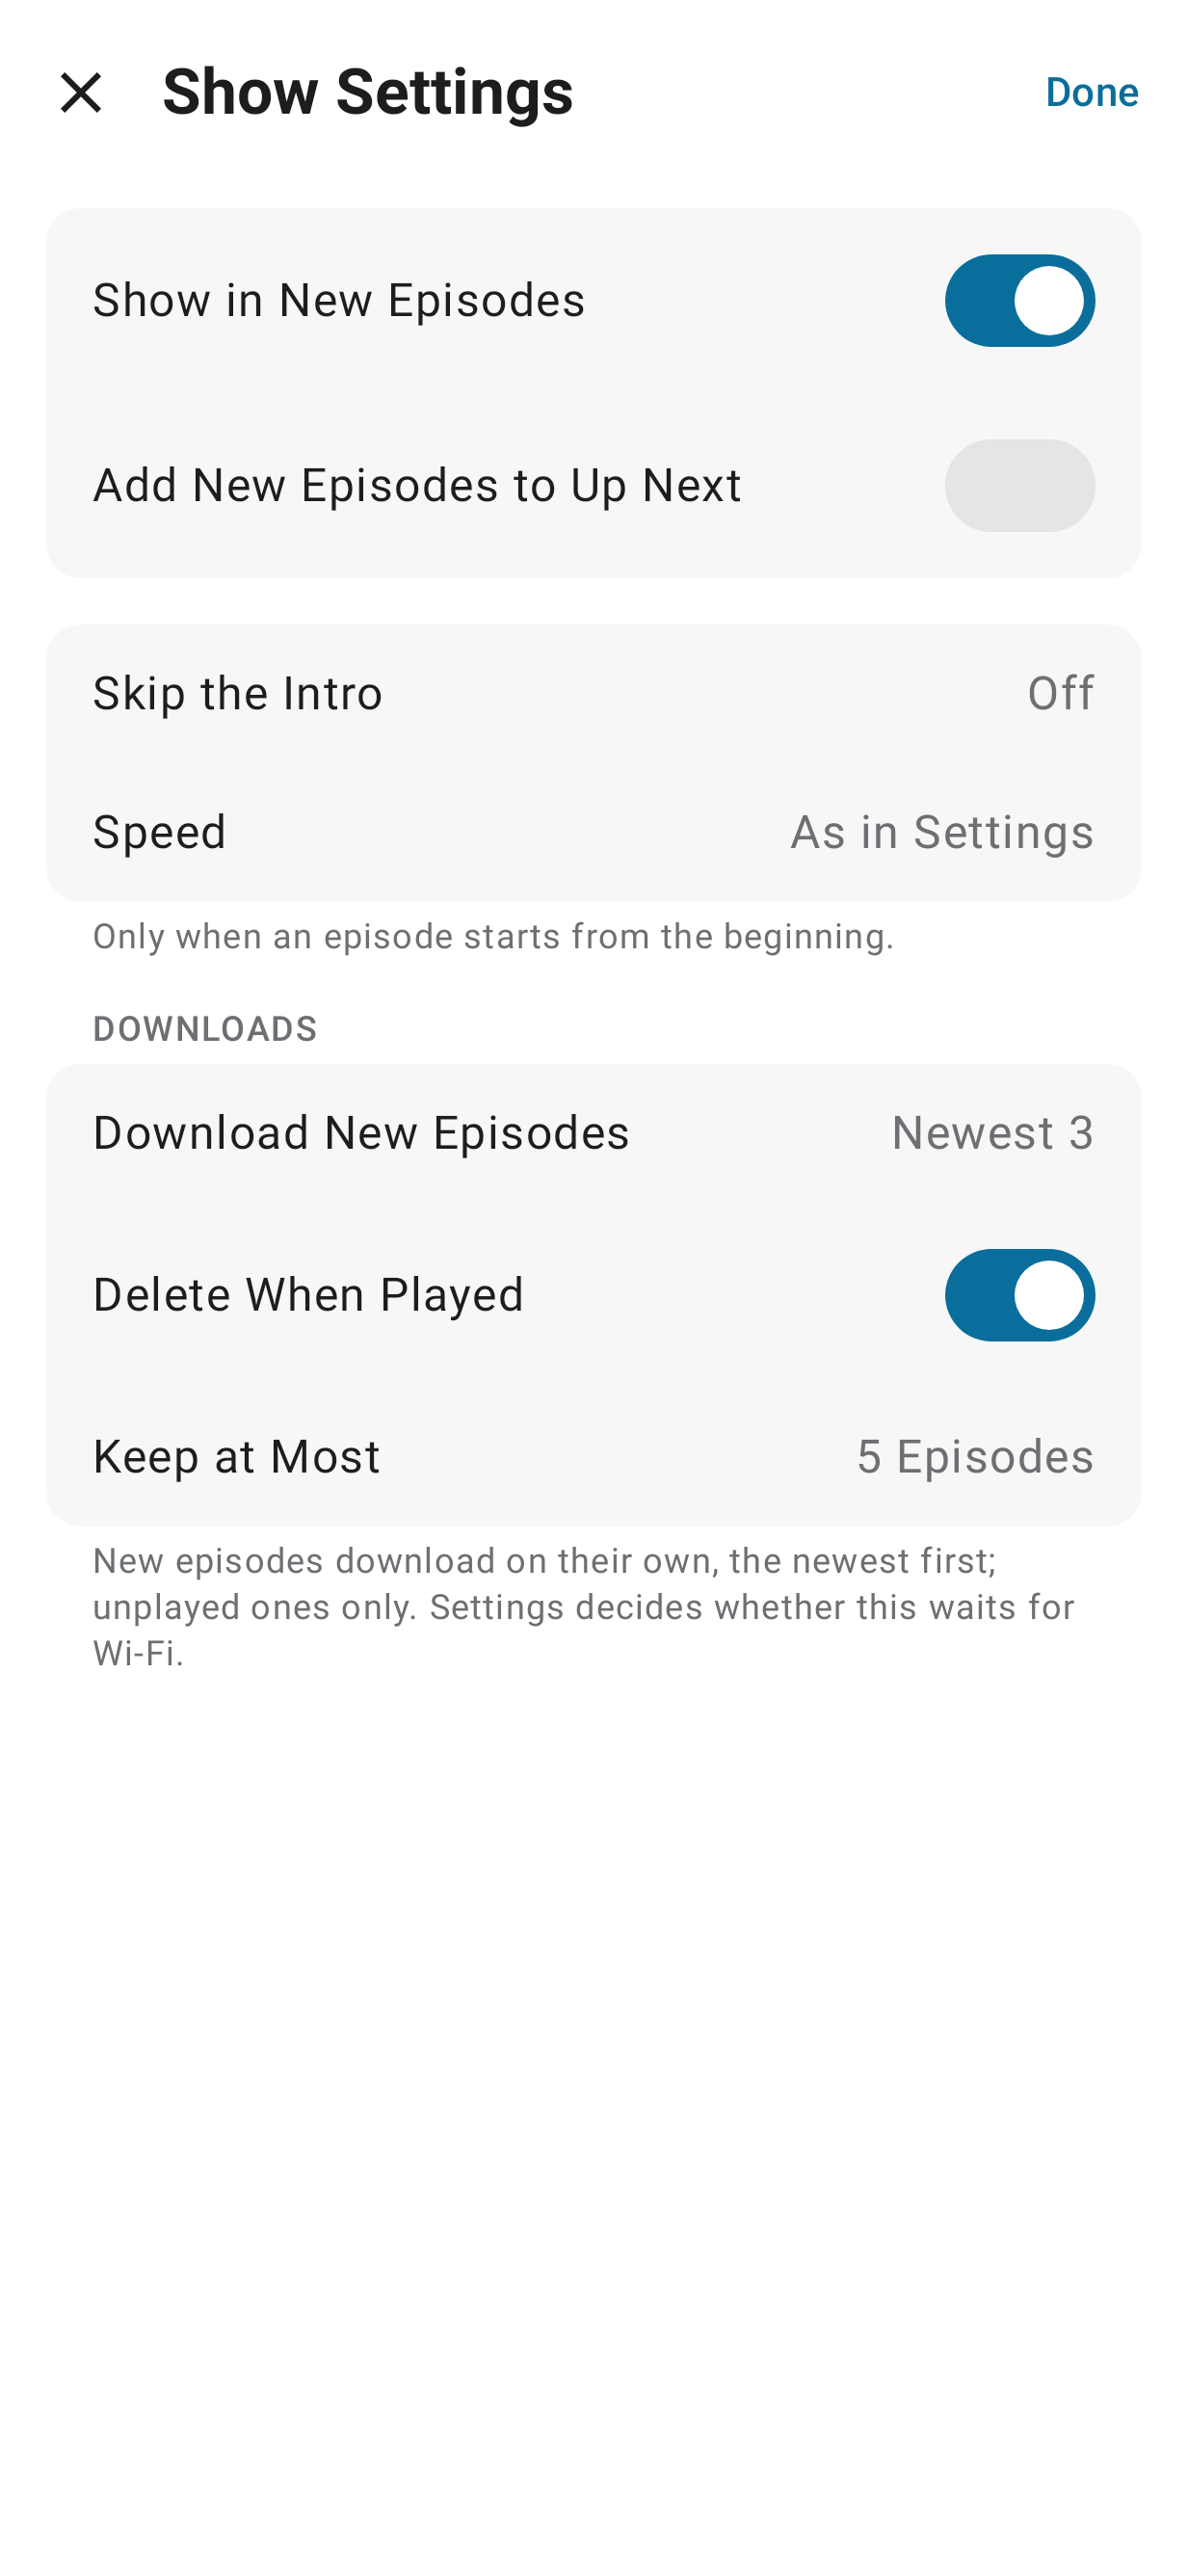 Show Settings
Done
Show in New Episodes
Add New Episodes to Up Next
Skip the Intro
Off
Speed
As in Settings
Only when an episode starts from the beginning.
DOWNLOADS
Download New Episodes
Newest 3
Delete When Played
Keep at Most
5 Episodes
New episodes download on their own, the newest first;
unplayed ones only. Settings decides whether this waits for
Wi-Fi.